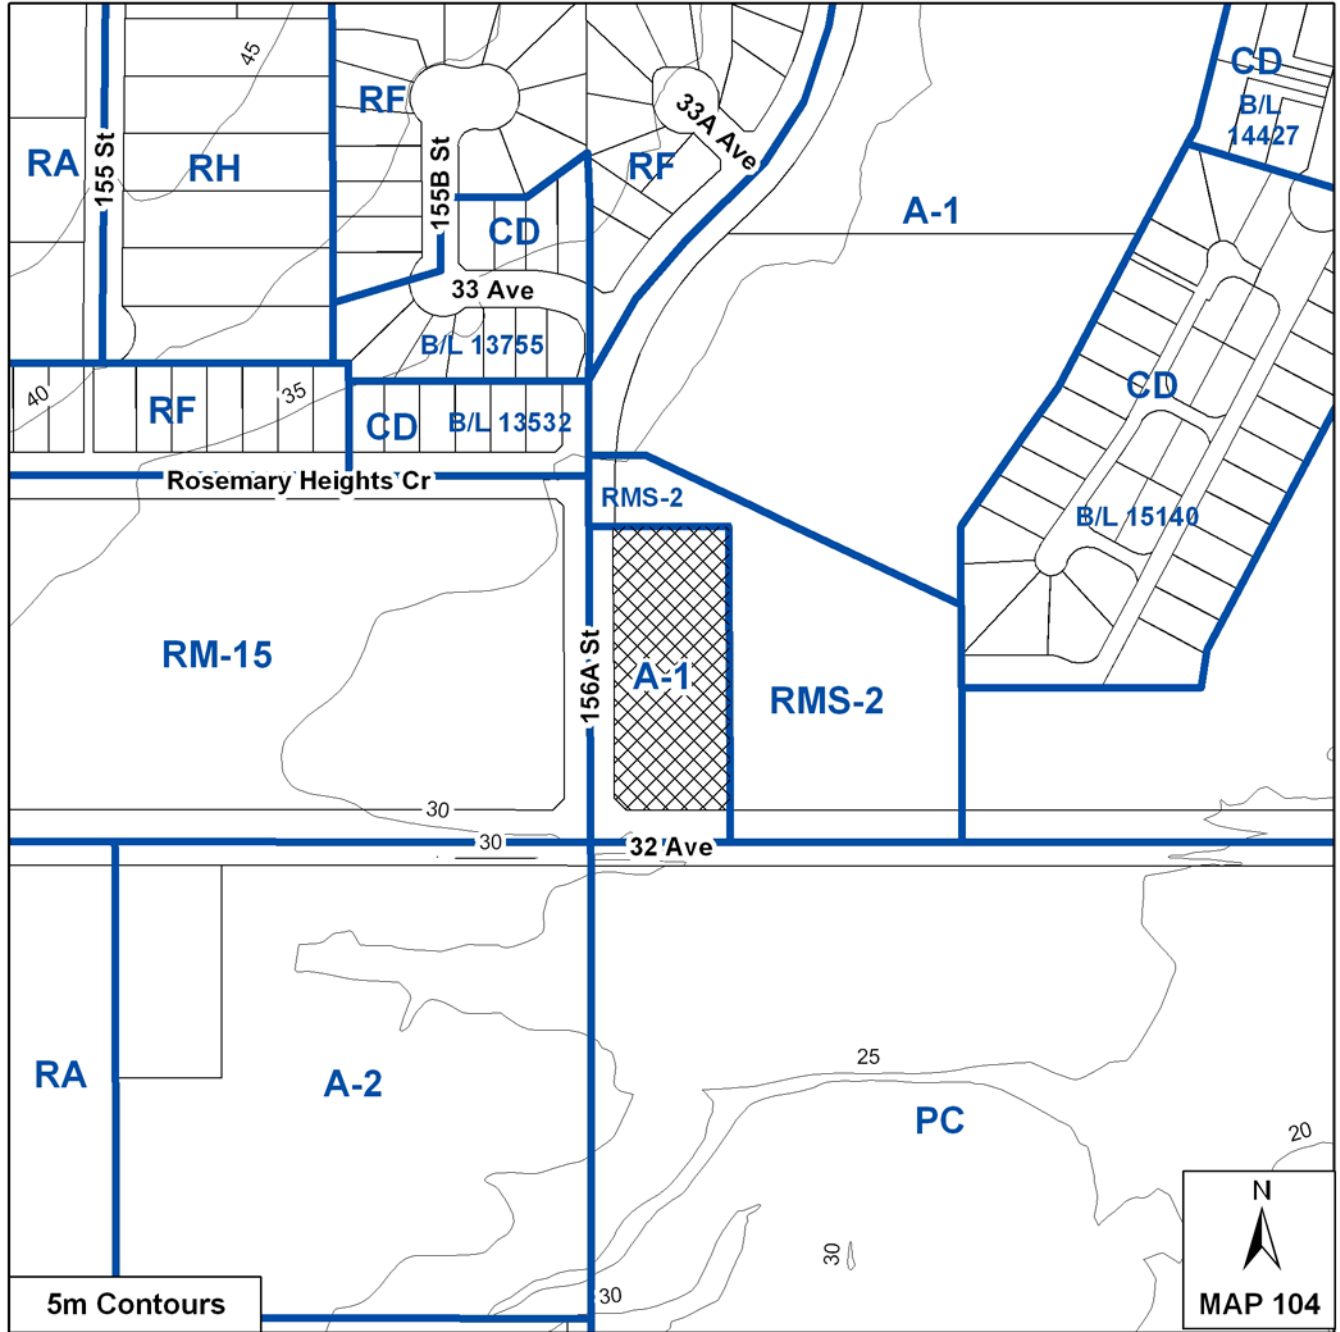 45
CD
B/L
14427
RF
33A Ave
RA
155 St
RH
155B St
RF
A-1
CD
33 Ave
B/L 13755
CD
40
RF
35
CD
B/L 13532
Rosemary Heights Cr
RMS-2
B/L 15140
RM-15
156A St
A-1
RMS-2
30
30
32 Ave
RA
A-2
25
PC
20
30
30
N
5m Contours
MAP 104